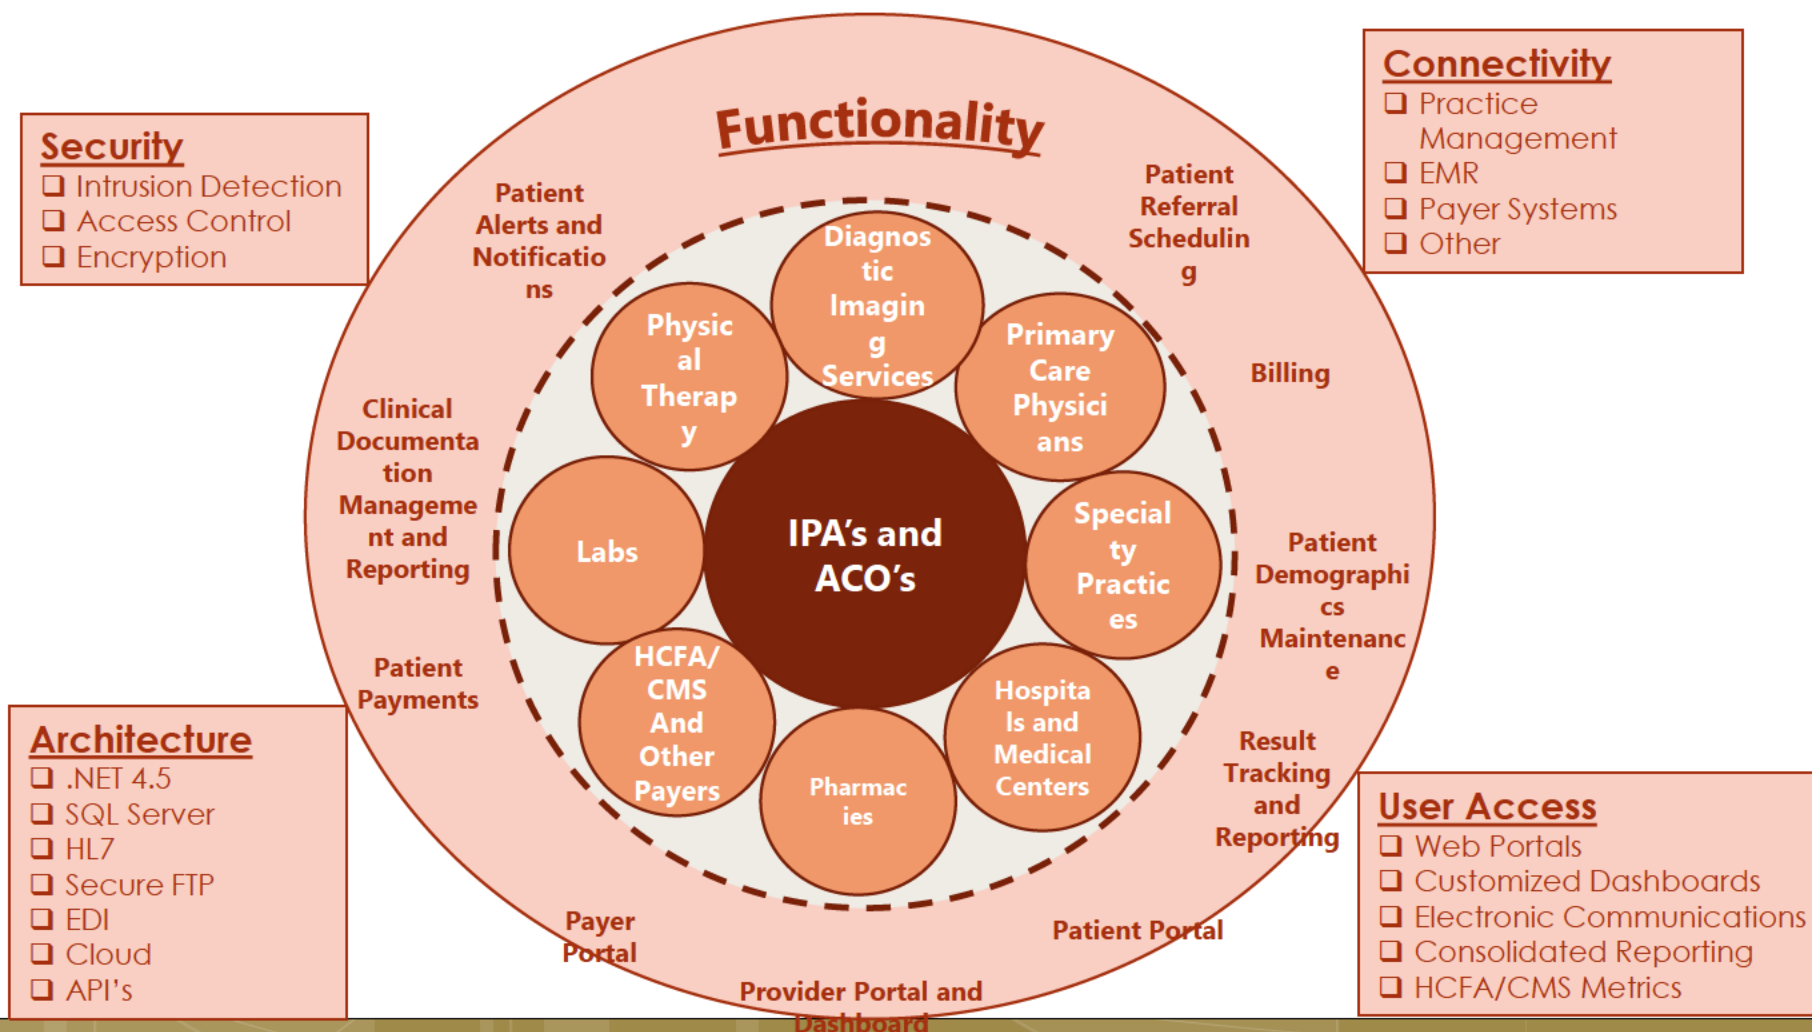 Functionality
Security
Intrusion Detection
Access Control
Encryption
Connectivity
Practice
Management
EMR
Payer Systems
Other
Patient
Alerts and
Notificatio
ns
Patient
Referral
Schedulin
g
Billing
Patient
Demographi
cs
Maintenanc
e
Result
Tracking
and
Reporting
Patient Portal
Provider Portal and
Dashboard
Payer
Portal
Patient
Payments
Clinical
Documenta
tion
Manageme
nt and
Reporting
Diagnos
tic
Imagin
g
Services
Primary
Care
Physici
ans
Special
ty
Practic
es
Hospita
ls and
Medical
Centers
Pharmac
ies
HCFA/
CMS
And
Other
Payers
Labs
Physic
al
Therap
y
IPA’s and
ACO’s
Architecture
.NET 4.5
SQL Server
HL7
Secure FTP
EDI
Cloud
API’s
User Access
Web Portals
Customized Dashboards
Electronic Communications
Consolidated Reporting
HCFA/CMS Metrics